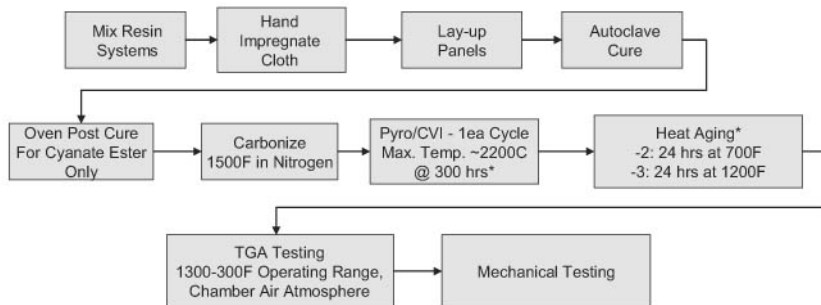 Mix Resin
Systems
Hand
Impregnate
Cloth
Lay-up
Panels
Autoclave
Cure
Oven Post Cure
For Cyanate Ester
Only
Carbonize
1500F in Nitrogen
Pyro/CVI - 1ea Cycle
Max. Temp. ~2200C
@ 300 hrs*
Heat Aging*
-2: 24 hrs at 700F
-3: 24 hrs at 1200F
TGA Testing
1300-300F Operating Range,
Chamber Air Atmosphere
Mechanical Testing